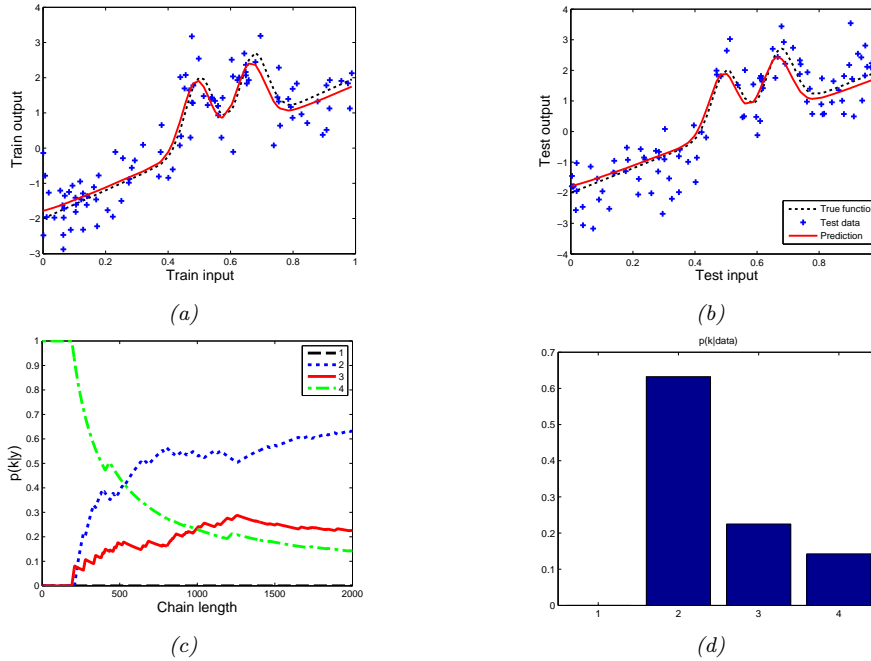 4
3
2
1
0
−1
−2
−3
Train output
0 0.2 0.4 0.6 0.8 1
Train input
(a)
4
3
2
1
0
−1
−2
−3
−4
Test output
0 0.2 0.4 0.6 0.8
Test input
True function
Test data
Prediction
(b)
1
0.9
0.8
0.7
0.6
0.5
0.4
0.3
0.2
0.1
0
p(k|y)
0 500 1000 1500 2000
Chain length
1
2
3
4
(c)
p(k|data)
0.7
0.6
0.5
0.4
0.3
0.2
0.1
0
1 2 3 4
(d)